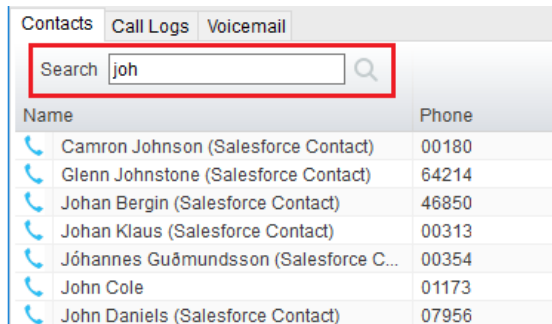 Contacts Call Logs Voicemail
Search joh
Name Phone
Camron Johnson (Salesforce Contact) 00180
Glenn Johnstone (Salesforce Contact) 64214
Johan Bergin (Salesforce Contact) 46850
Johan Klaus (Salesforce Contact) 00313
Jóhannes Guðmundsson (Salesforce C... 00354
John Cole 01173
John Daniels (Salesforce Contact) 07956